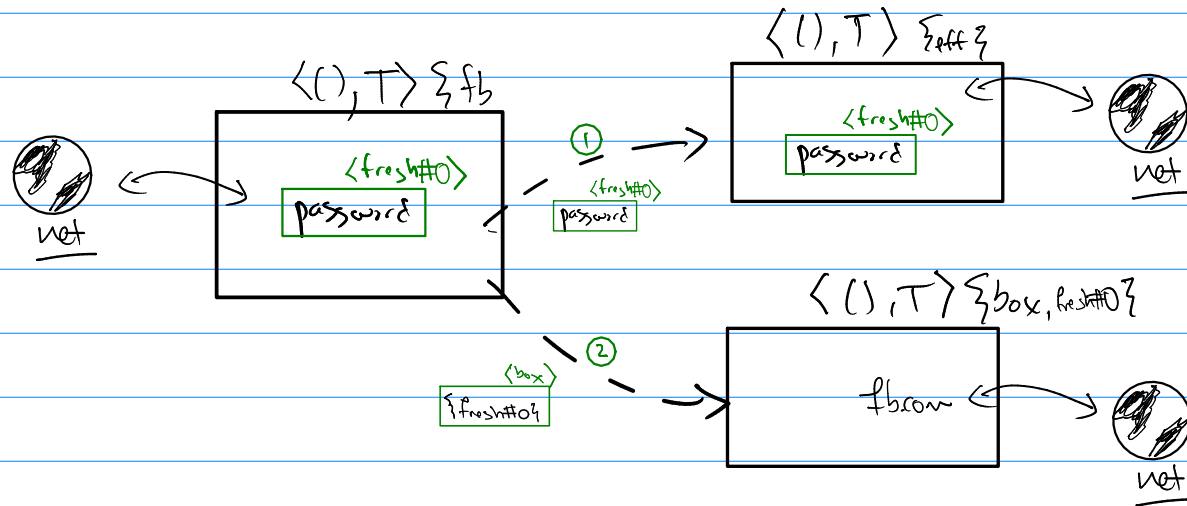 ⟨(), T⟩ {fb
⟨fresh#0⟩
password
net
①
⟨fresh#0⟩
password
⟨(), T⟩ {eff}
⟨fresh#0⟩
password
net
②
⟨box⟩
{fresh#0}
⟨(), T⟩ {box, fresh#0}
fb.com
net